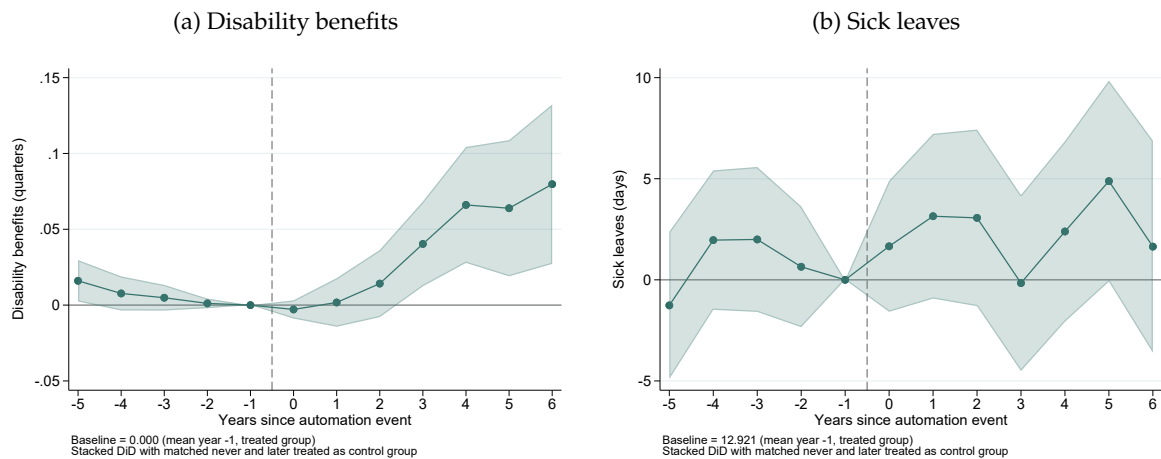 (a) Disability benefits
.15
.1
.05
0
-.05
Disability benefits (quarters)
-5 -4 -3 -2 -1 0 1 2 3 4 5 6
Years since automation event
Baseline = 0.000 (mean year -1, treated group)
Stacked DiD with matched never and later treated as control group
(b) Sick leaves
10
5
0
-5
Sick leaves (days)
-5 -4 -3 -2 -1 0 1 2 3 4 5 6
Years since automation event
Baseline = 12.921 (mean year -1, treated group)
Stacked DiD with matched never and later treated as control group